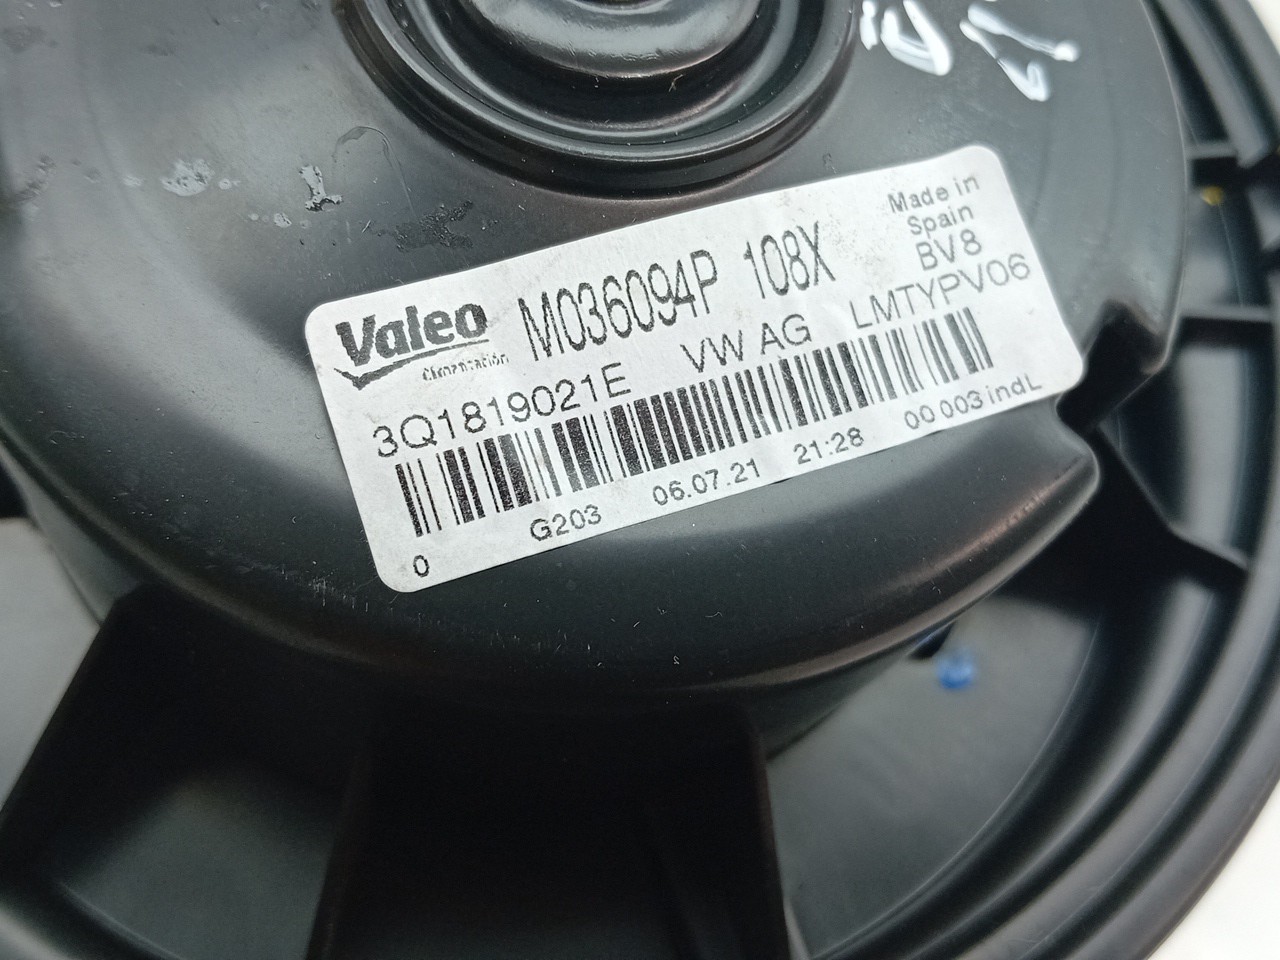 Valeo
Climatización
M036094P 108X
Made in
Spain
BV8
3Q1819021E VW AG LMTYPV06
0 G203 06.07.21 21:28 00 003 indL